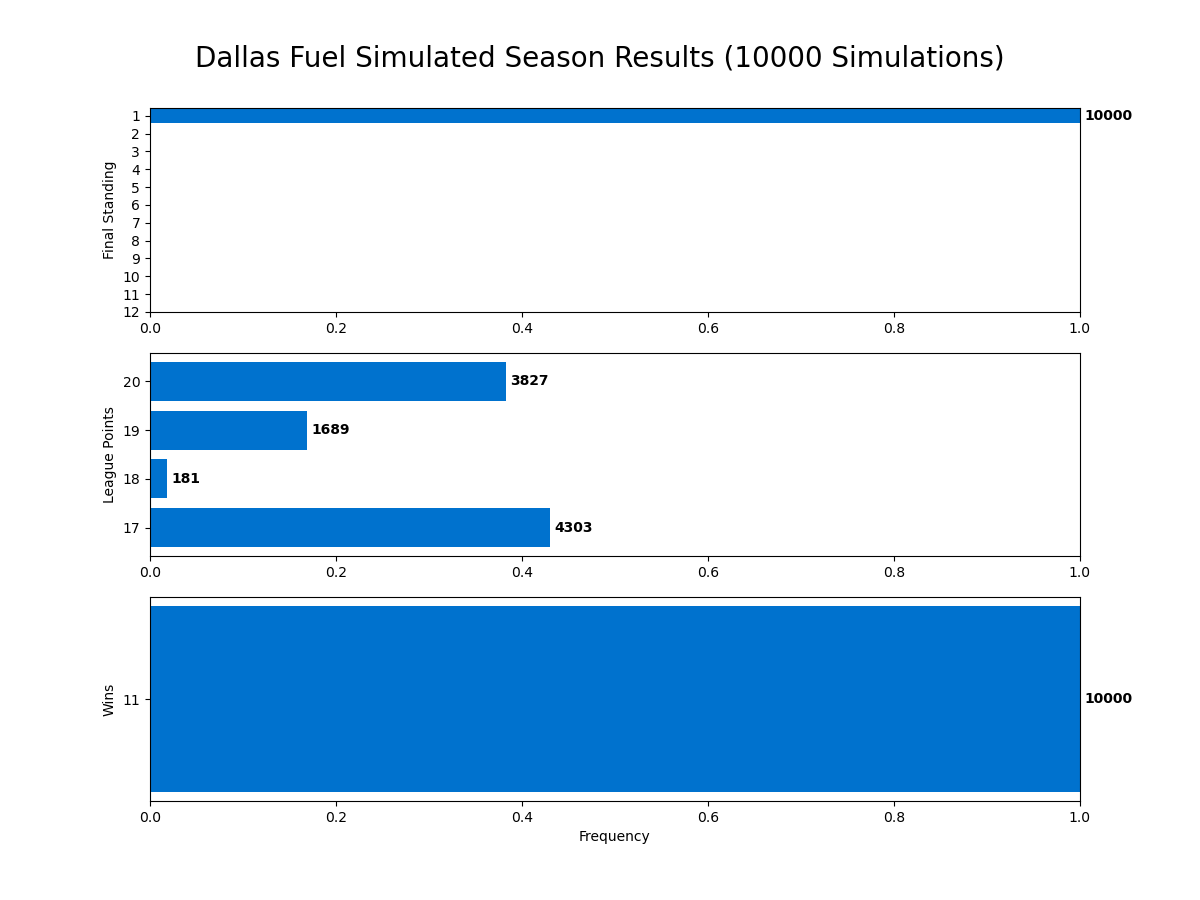 Dallas Fuel Simulated Season Results (10000 Simulations)
Final Standing
1
2
3
4
5
6
7
8
9
10
11
12
10000
0.0 0.2 0.4 0.6 0.8 1.0
League Points
20 3827
19 1689
18 181
17 4303
0.0 0.2 0.4 0.6 0.8 1.0
Wins
11 10000
0.0 0.2 0.4 0.6 0.8 1.0
Frequency